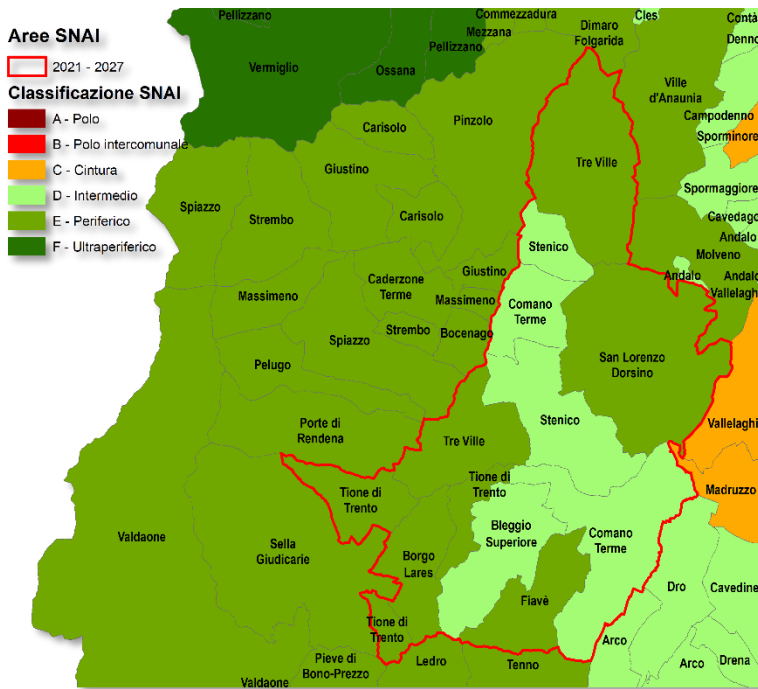 Aree SNAI
2021 - 2027
Classificazione SNAI
A - Polo
B - Polo intercomunale
C - Cintura
D - Intermedio
E - Periferico
F - Ultraperiferico
Pellizzano
Vermiglio
Ossana
Pellizzano
Commezzadura
Mezzana
Dimaro
Folgarida
Cles
Contà
Denno
Ville
d'Anaunia
Campodenno
Sporminore
Carisolo
Pinzolo
Tre Ville
Giustino
Spormaggiore
Spiazzo
Strembo
Carisolo
Cavedago
Andalo
Stenico
Molveno
Giustino
Andalo
Andalo
Vallelaghi
Caderzone
Terme
Massimeno
Massimeno
Comano
Terme
Strembo
Bocenago
Spiazzo
Pelugo
San Lorenzo
Dorsino
Stenico
Vallelaghi
Porte di
Rendena
Tre Ville
Tione di
Trento
Tione di
Trento
Madruzzo
Valdaone
Sella
Giudicarie
Bleggio
Superiore
Comano
Terme
Borgo
Lares
Dro
Cavedine
Fiavè
Tione di
Trento
Arco
Pieve di
Bono-Prezzo
Ledro
Tenno
Arco
Drena
Valdaone